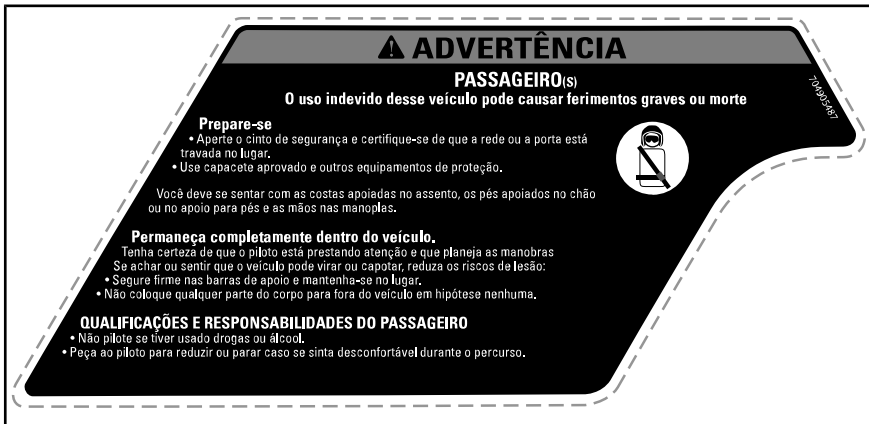 ⚠ ADVERTÊNCIA
PASSAGEIRO(S)
O uso indevido desse veículo pode causar ferimentos graves ou morte
704905487
Prepare-se
• Aperte o cinto de segurança e certifique-se de que a rede ou a porta está
travada no lugar.
• Use capacete aprovado e outros equipamentos de proteção.
Você deve se sentar com as costas apoiadas no assento, os pés apoiados no chão
ou no apoio para pés e as mãos nas manoplas.
Permaneça completamente dentro do veículo.
Tenha certeza de que o piloto está prestando atenção e que planeja as manobras
Se achar ou sentir que o veículo pode virar ou capotar, reduza os riscos de lesão:
• Segure firme nas barras de apoio e mantenha-se no lugar.
• Não coloque qualquer parte do corpo para fora do veículo em hipótese nenhuma.
QUALIFICAÇÕES E RESPONSABILIDADES DO PASSAGEIRO
• Não pilote se tiver usado drogas ou álcool.
• Peça ao piloto para reduzir ou parar caso se sinta desconfortável durante o percurso.